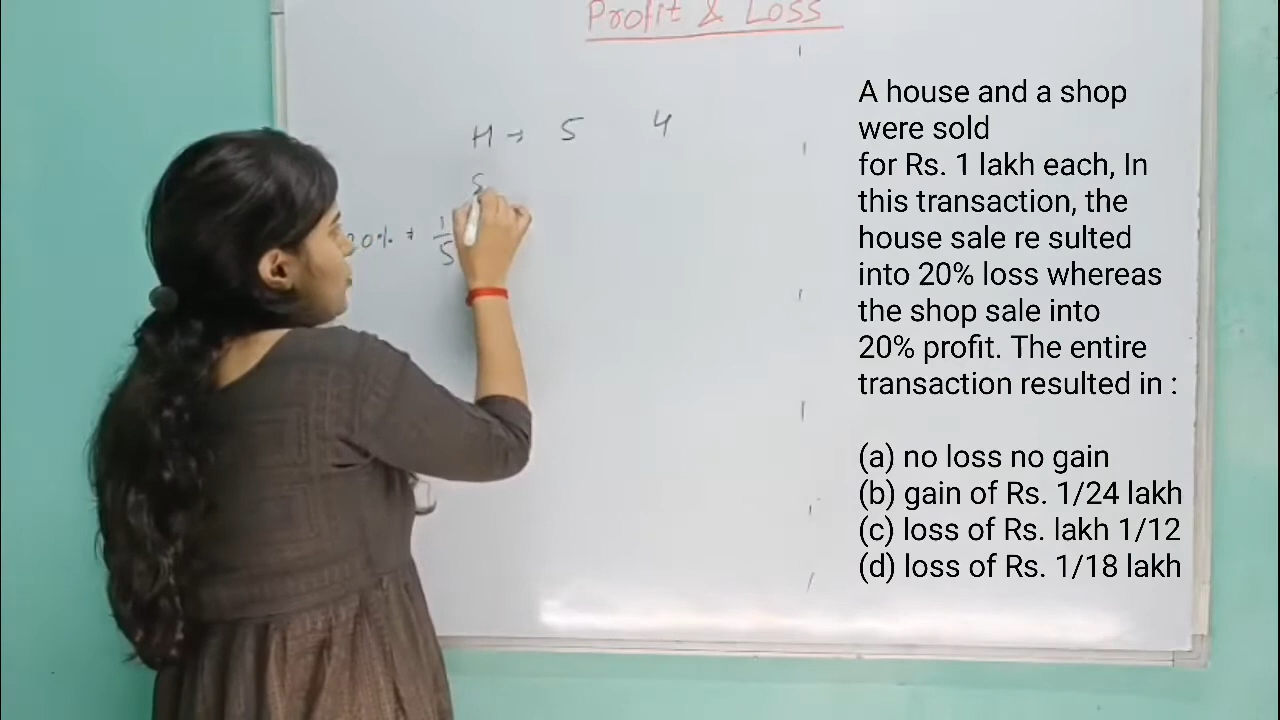 Profit & Loss
H → 5 4
S
20% → 1/5
A house and a shop
were sold
for Rs. 1 lakh each, In
this transaction, the
house sale re sulted
into 20% loss whereas
the shop sale into
20% profit. The entire
transaction resulted in :
(a) no loss no gain
(b) gain of Rs. 1/24 lakh
(c) loss of Rs. lakh 1/12
(d) loss of Rs. 1/18 lakh